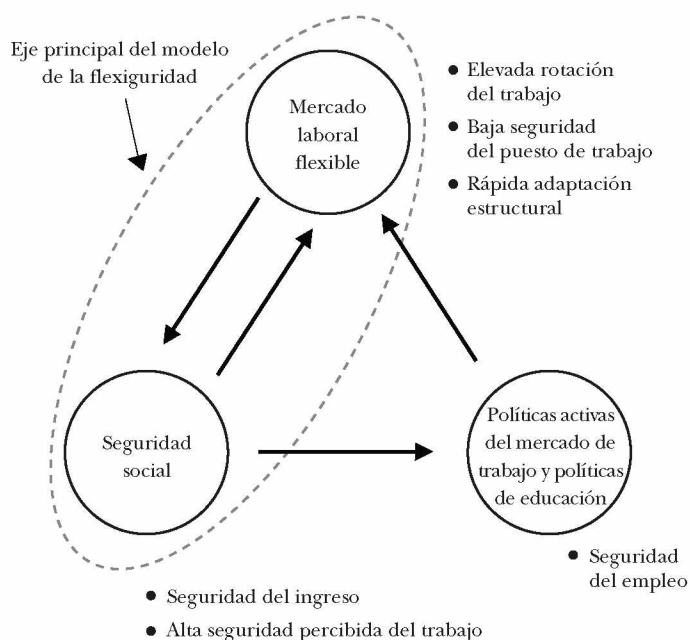 Eje principal del modelo
de la flexiguridad
Mercado
laboral
flexible
● Elevada rotación
del trabajo
● Baja seguridad
del puesto de trabajo
● Rápida adaptación
estructural
Seguridad
social
Políticas activas
del mercado de
trabajo y políticas
de educación
● Seguridad
del empleo
● Seguridad del ingreso
● Alta seguridad percibida del trabajo